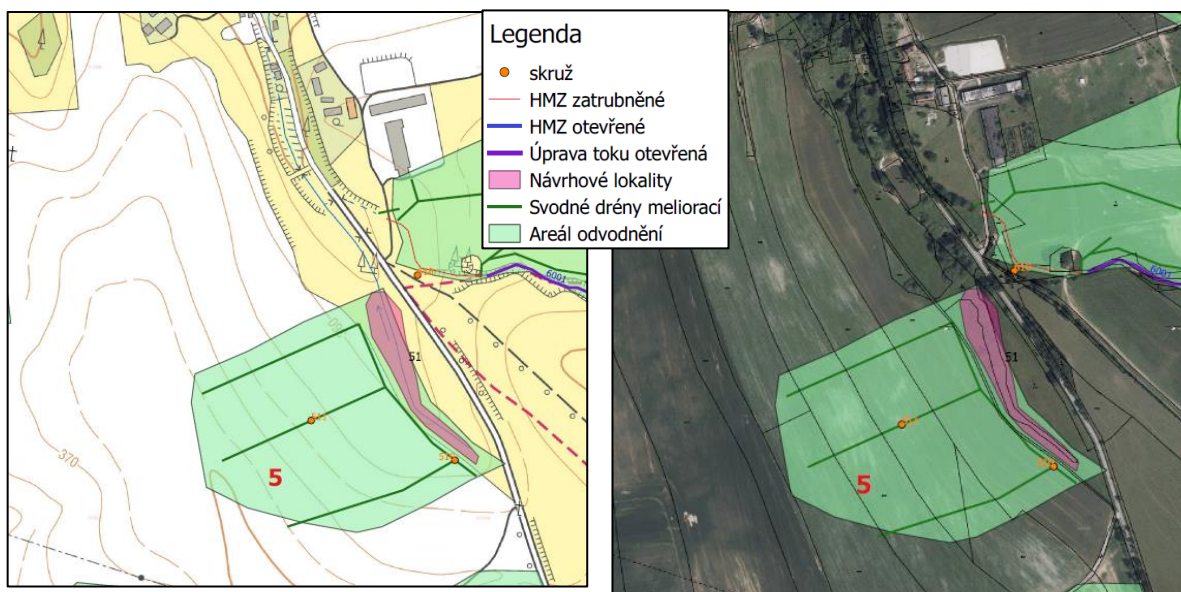 Legenda
skruž
HMZ zatrubněné
HMZ otevřené
Úprava toku otevřená
Návrhové lokality
Svodné drény meliorací
Areál odvodnění
6001
51
370
5
6001
51
5